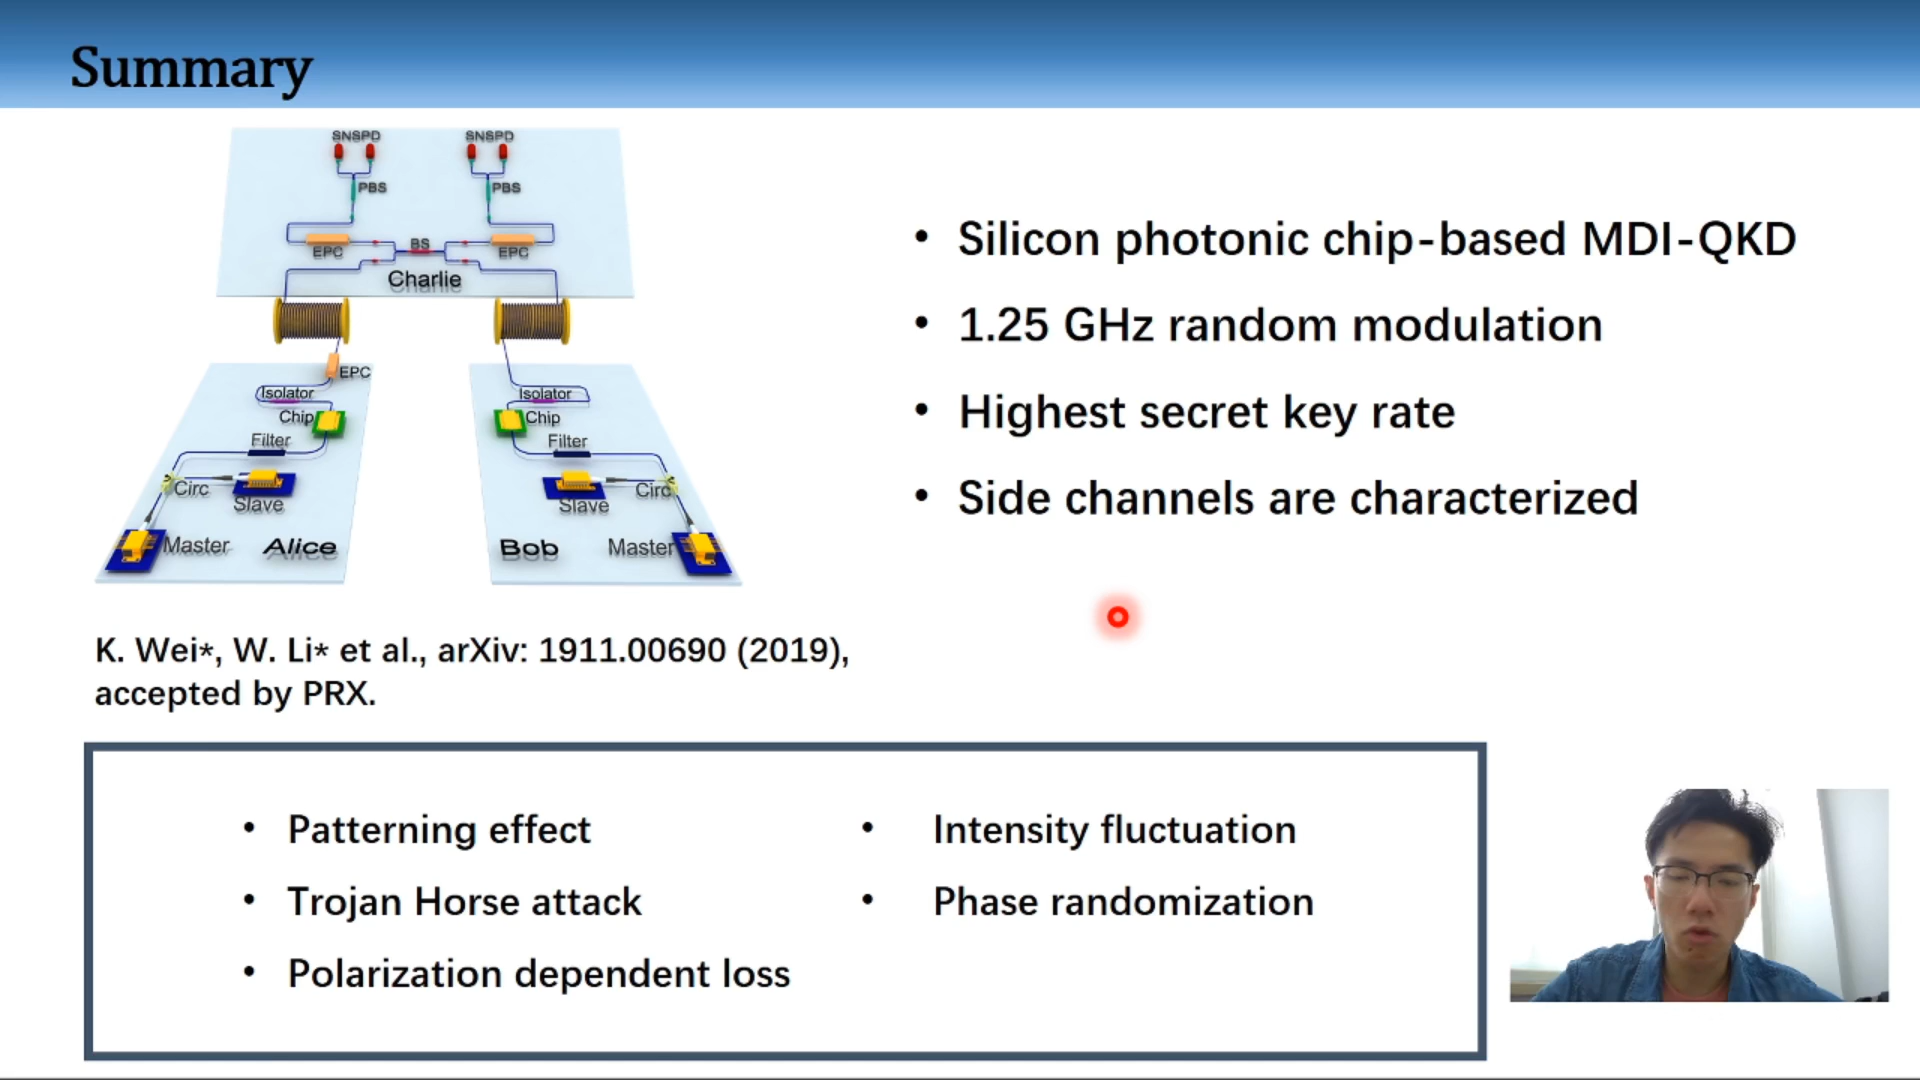 Summary
SNSPD SNSPD
PBS PBS
EPC BS EPC
Charlie
EPC
Isolator Isolator
Chip Chip
Filter Filter
Circ Circ
Slave Slave
Master Alice Bob Master
• Silicon photonic chip-based MDI-QKD
• 1.25 GHz random modulation
• Highest secret key rate
• Side channels are characterized
K. Wei*, W. Li* et al., arXiv: 1911.00690 (2019),
accepted by PRX.
• Patterning effect
• Trojan Horse attack
• Polarization dependent loss
• Intensity fluctuation
• Phase randomization